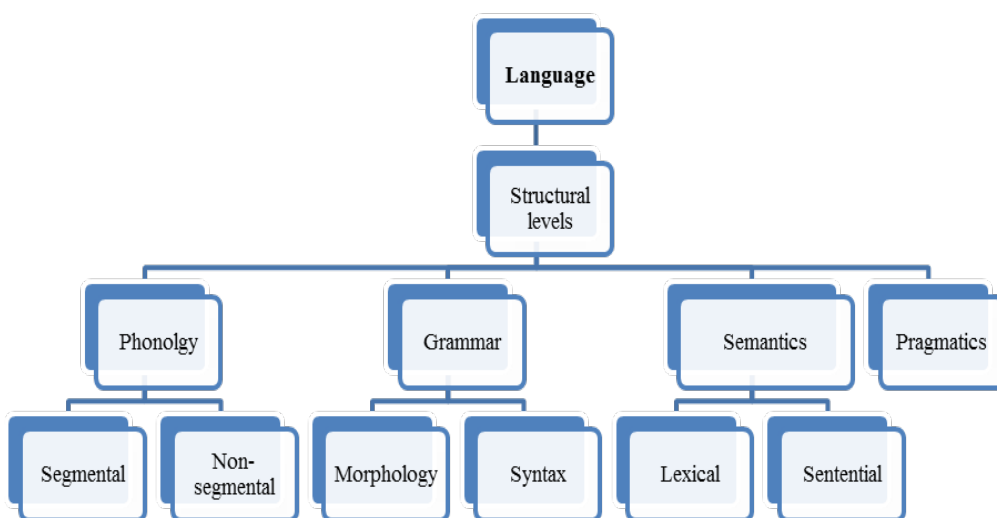 Language
Structural
levels
Phonolgy
Grammar
Semantics
Pragmatics
Segmental
Non-
segmental
Morphology
Syntax
Lexical
Sentential